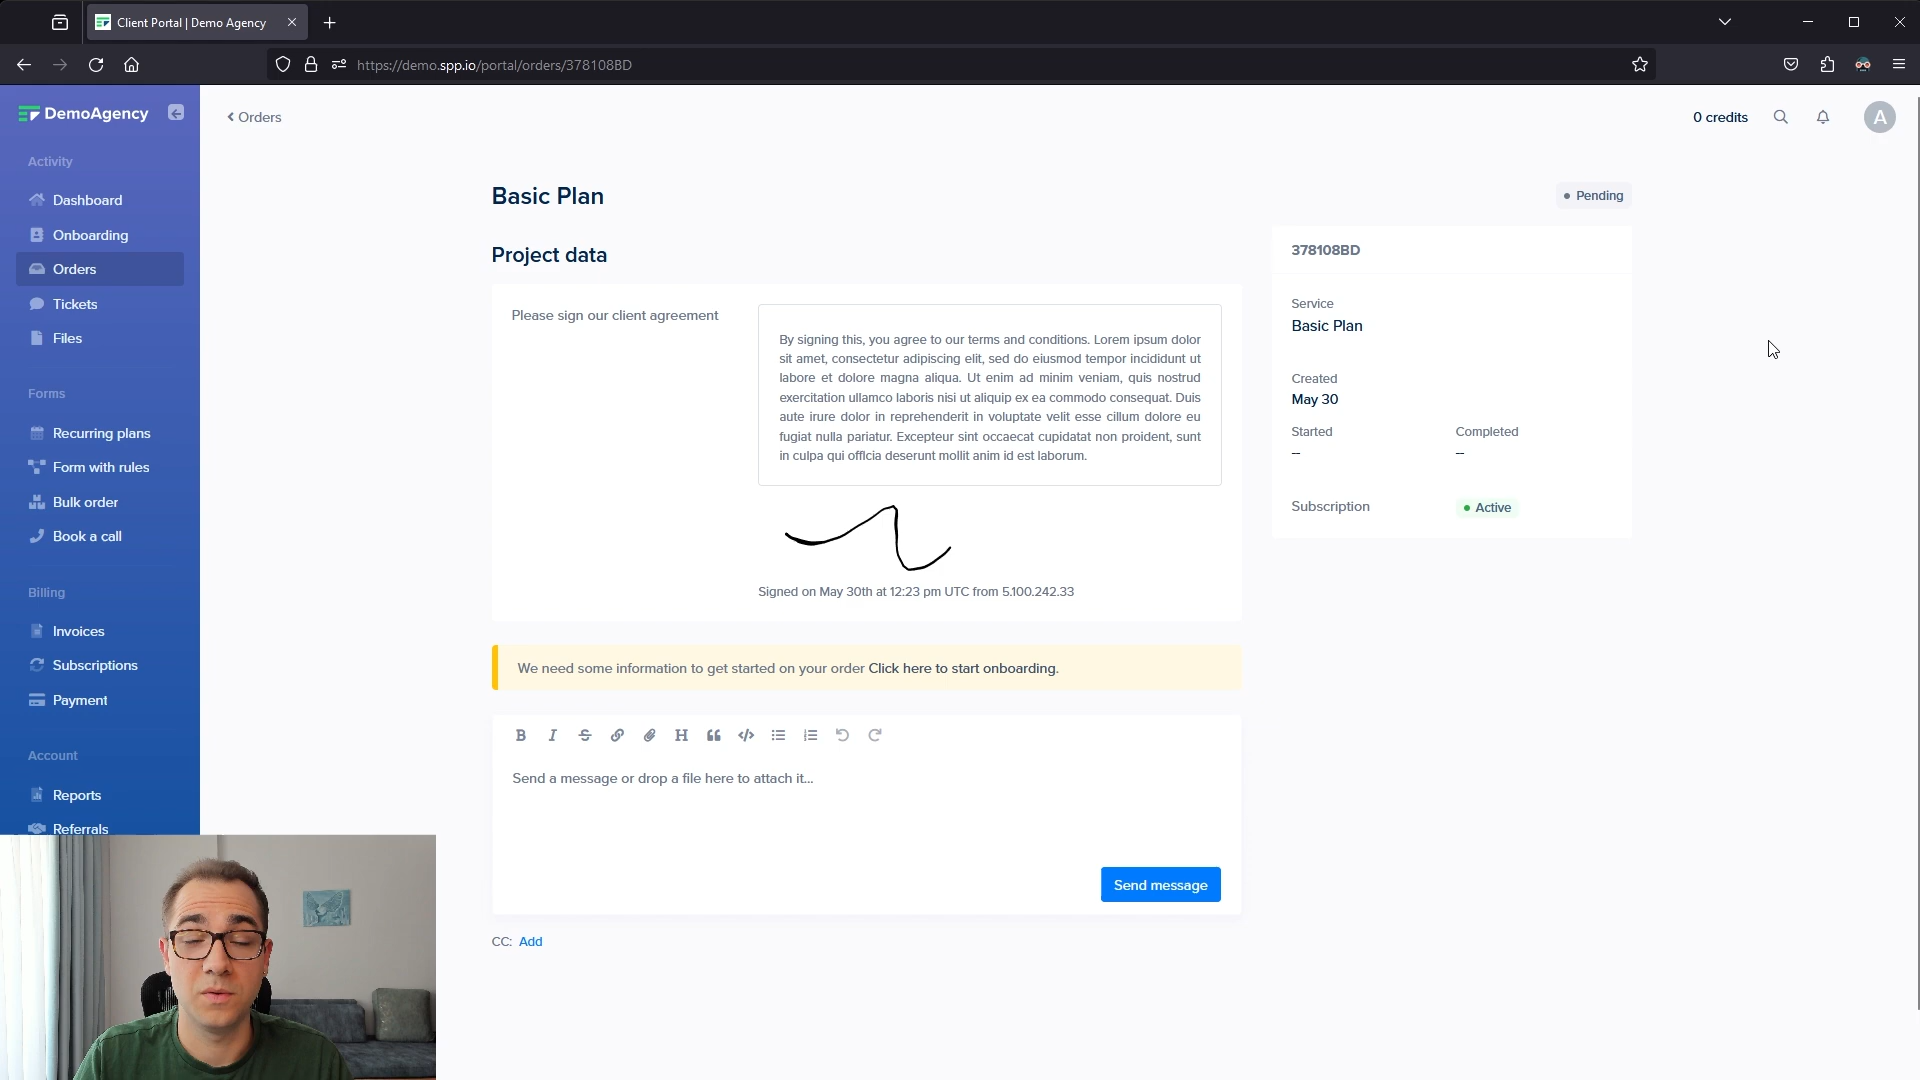 Client Portal | Demo Agency
https://demo.spp.io/portal/orders/378108BD
DemoAgency
Activity
Dashboard
Onboarding
Orders
Tickets
Files
Forms
Recurring plans
Form with rules
Bulk order
Book a call
Billing
Invoices
Subscriptions
Payment
Account
Reports
Referrals
Orders
0 credits
A
Basic Plan
Pending
Project data
Please sign our client agreement
By signing this, you agree to our terms and conditions. Lorem ipsum dolor
sit amet, consectetur adipiscing elit, sed do eiusmod tempor incididunt ut
labore et dolore magna aliqua. Ut enim ad minim veniam, quis nostrud
exercitation ullamco laboris nisi ut aliquip ex ea commodo consequat. Duis
aute irure dolor in reprehenderit in voluptate velit esse cillum dolore eu
fugiat nulla pariatur. Excepteur sint occaecat cupidatat non proident, sunt
in culpa qui officia deserunt mollit anim id est laborum.
Signed on May 30th at 12:23 pm UTC from 5.100.242.33
We need some information to get started on your order Click here to start onboarding.
Send a message or drop a file here to attach it...
Send message
CC: Add
378108BD
Service
Basic Plan
Created
May 30
Started
Completed
--
--
Subscription
Active